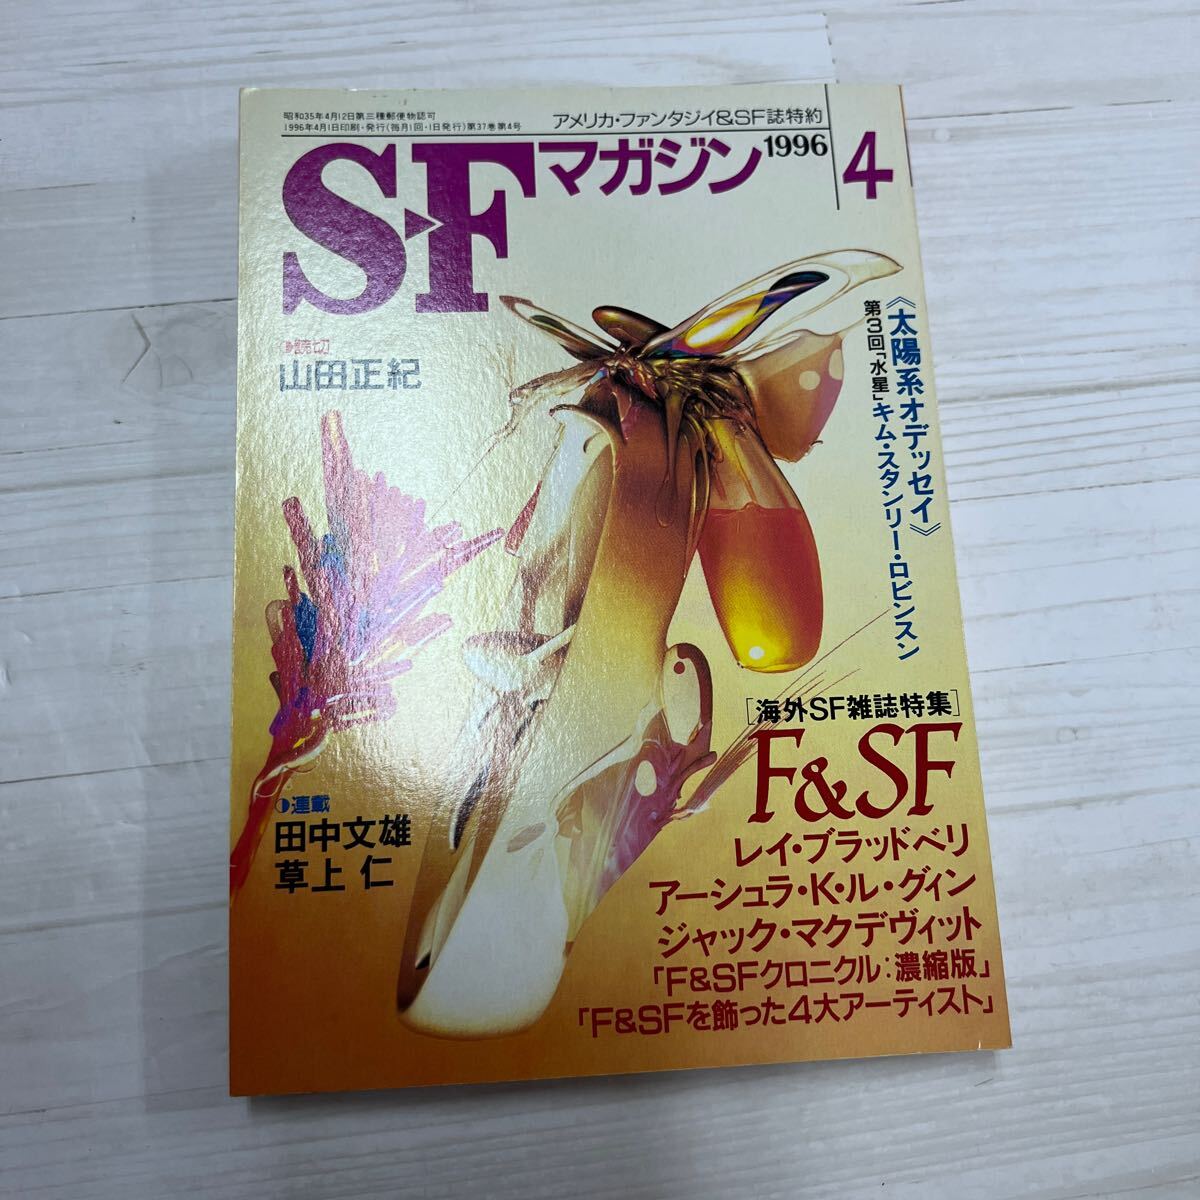 昭和35年4月12日第三種郵便物認可
1996年4月1日印刷・発行(毎月1回・1日発行)第37巻第4号
アメリカ・ファンタジイ&SF誌特約
SFマガジン
1996
4
《太陽系オデッセイ》
第3回「水星」キム・スタンリー・ロビンスン
読切
山田正紀
[海外SF雑誌特集]
F&SF
レイ・ブラッドベリ
アーシュラ・K・ル・グィン
ジャック・マクデヴィット
「F&SFクロニクル:濃縮版」
「F&SFを飾った4大アーティスト」
連載
田中文雄
草上 仁